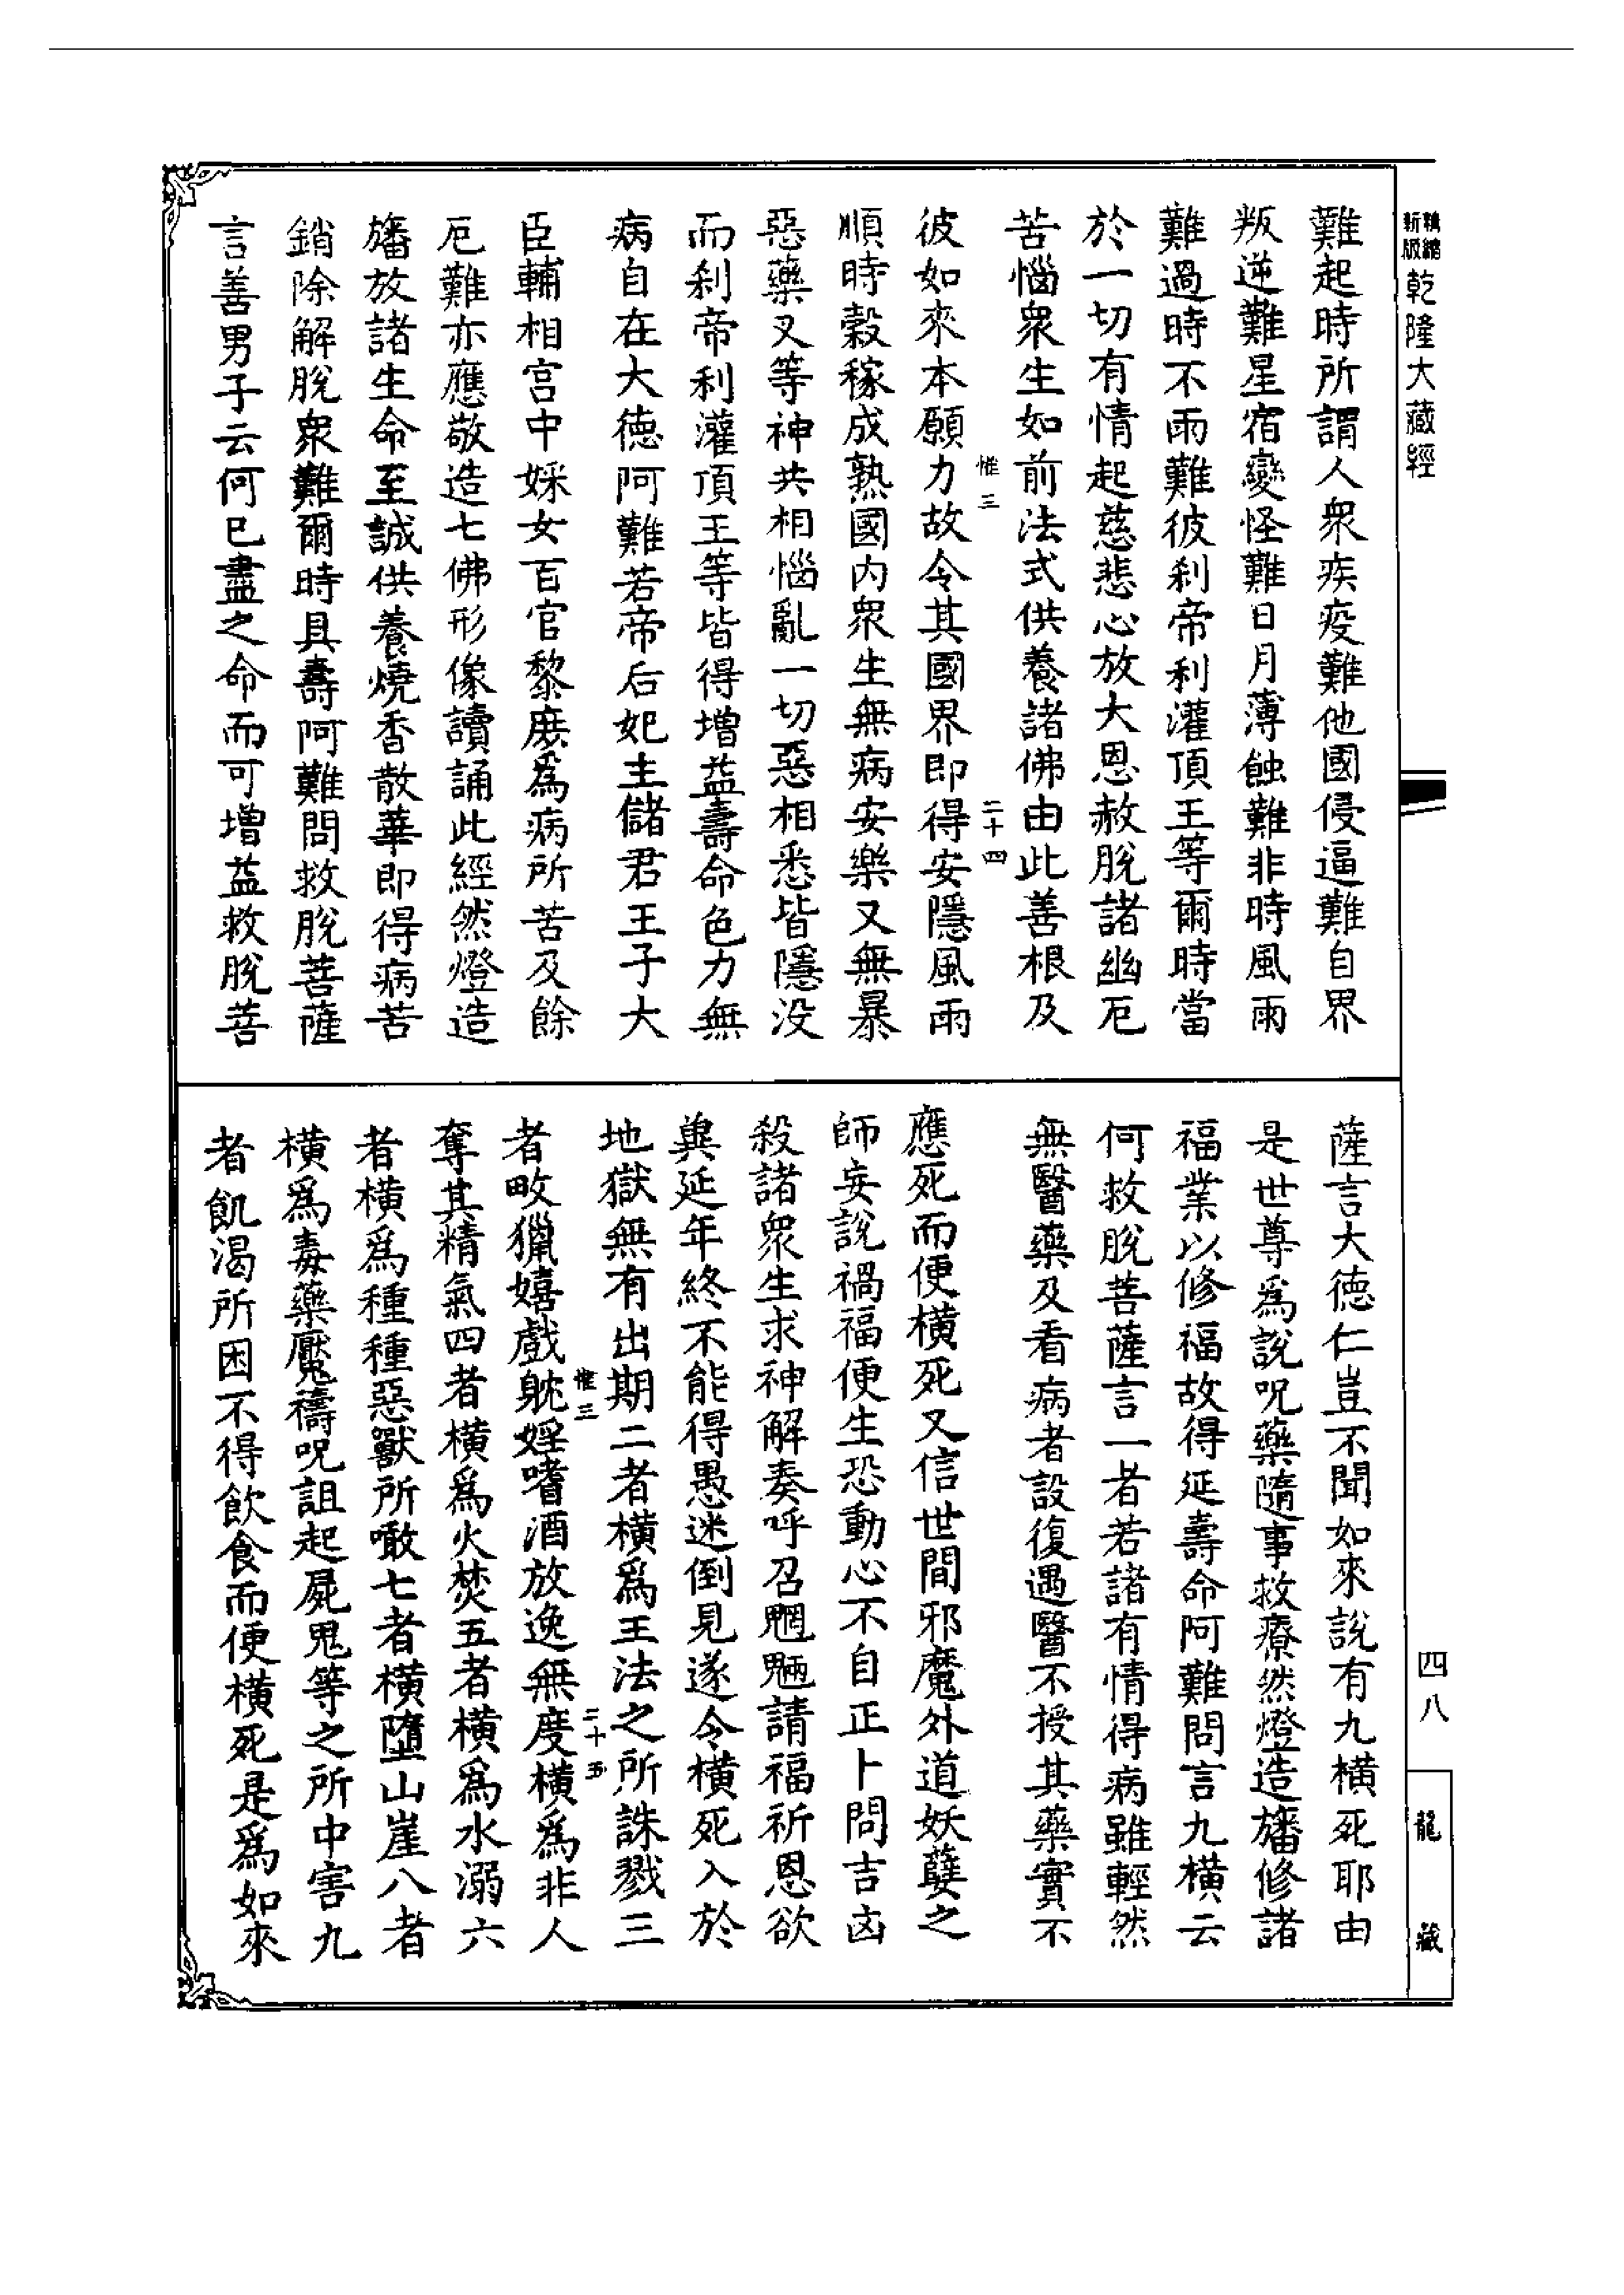 新版
精縮
乾隆大藏經
難起時所謂人衆疾疫難他國侵逼難自界
叛逆難星宿變怪難日月薄蝕難非時風雨
難過時不雨難彼刹帝利灌頂王等爾時當
於一切有情起慈悲心放大恩赦脫諸幽厄
苦惱衆生如前法式供養諸佛由此善根及
惟三
二十四
彼如來本願力故令其國界即得安隱風雨
順時穀稼成熟國內衆生無病安樂又無暴
惡藥叉等神共相惱亂一切惡相悉皆隱没
而刹帝利灌頂王等皆得增益壽命色力無
病自在大德阿難若帝后妃主儲君王子大
臣輔相宫中婇女百官黎庶爲病所苦及餘
厄難亦應敬造七佛形像讀誦此經然燈造
旛放諸生命至誠供養燒香散華即得病苦
銷除解脫衆難爾時具壽阿難問救脫菩薩
言善男子云何已盡之命而可增益救脫菩
薩言大德仁豈不聞如來說有九橫死耶由
是世尊爲說呪藥隨事救療然燈造旛修諸
福業以修福故得延壽命阿難問言九橫云
何救脫菩薩言一者若諸有情得病雖輕然
無醫藥及看病者設復遇醫不授其藥實不
應死而便橫死又信世間邪魔外道妖孽之
師妄說禍福便生恐動心不自正卜問吉凶
殺諸衆生求神解奏呼召魍魎請福祈恩欲
冀延年終不能得愚迷倒見遂令橫死入於
地獄無有出期二者橫爲王法之所誅戮三
惟三
二十五
者畋獵嬉戲躭婬嗜酒放逸無度橫爲非人
奪其精氣四者橫爲火焚五者橫爲水溺六
者橫爲種種惡獸所噉七者橫墮山崖八者
橫爲毒藥魘禱呪詛起屍鬼等之所中害九
者飢渴所困不得飲食而便橫死是爲如來
四八
龍藏